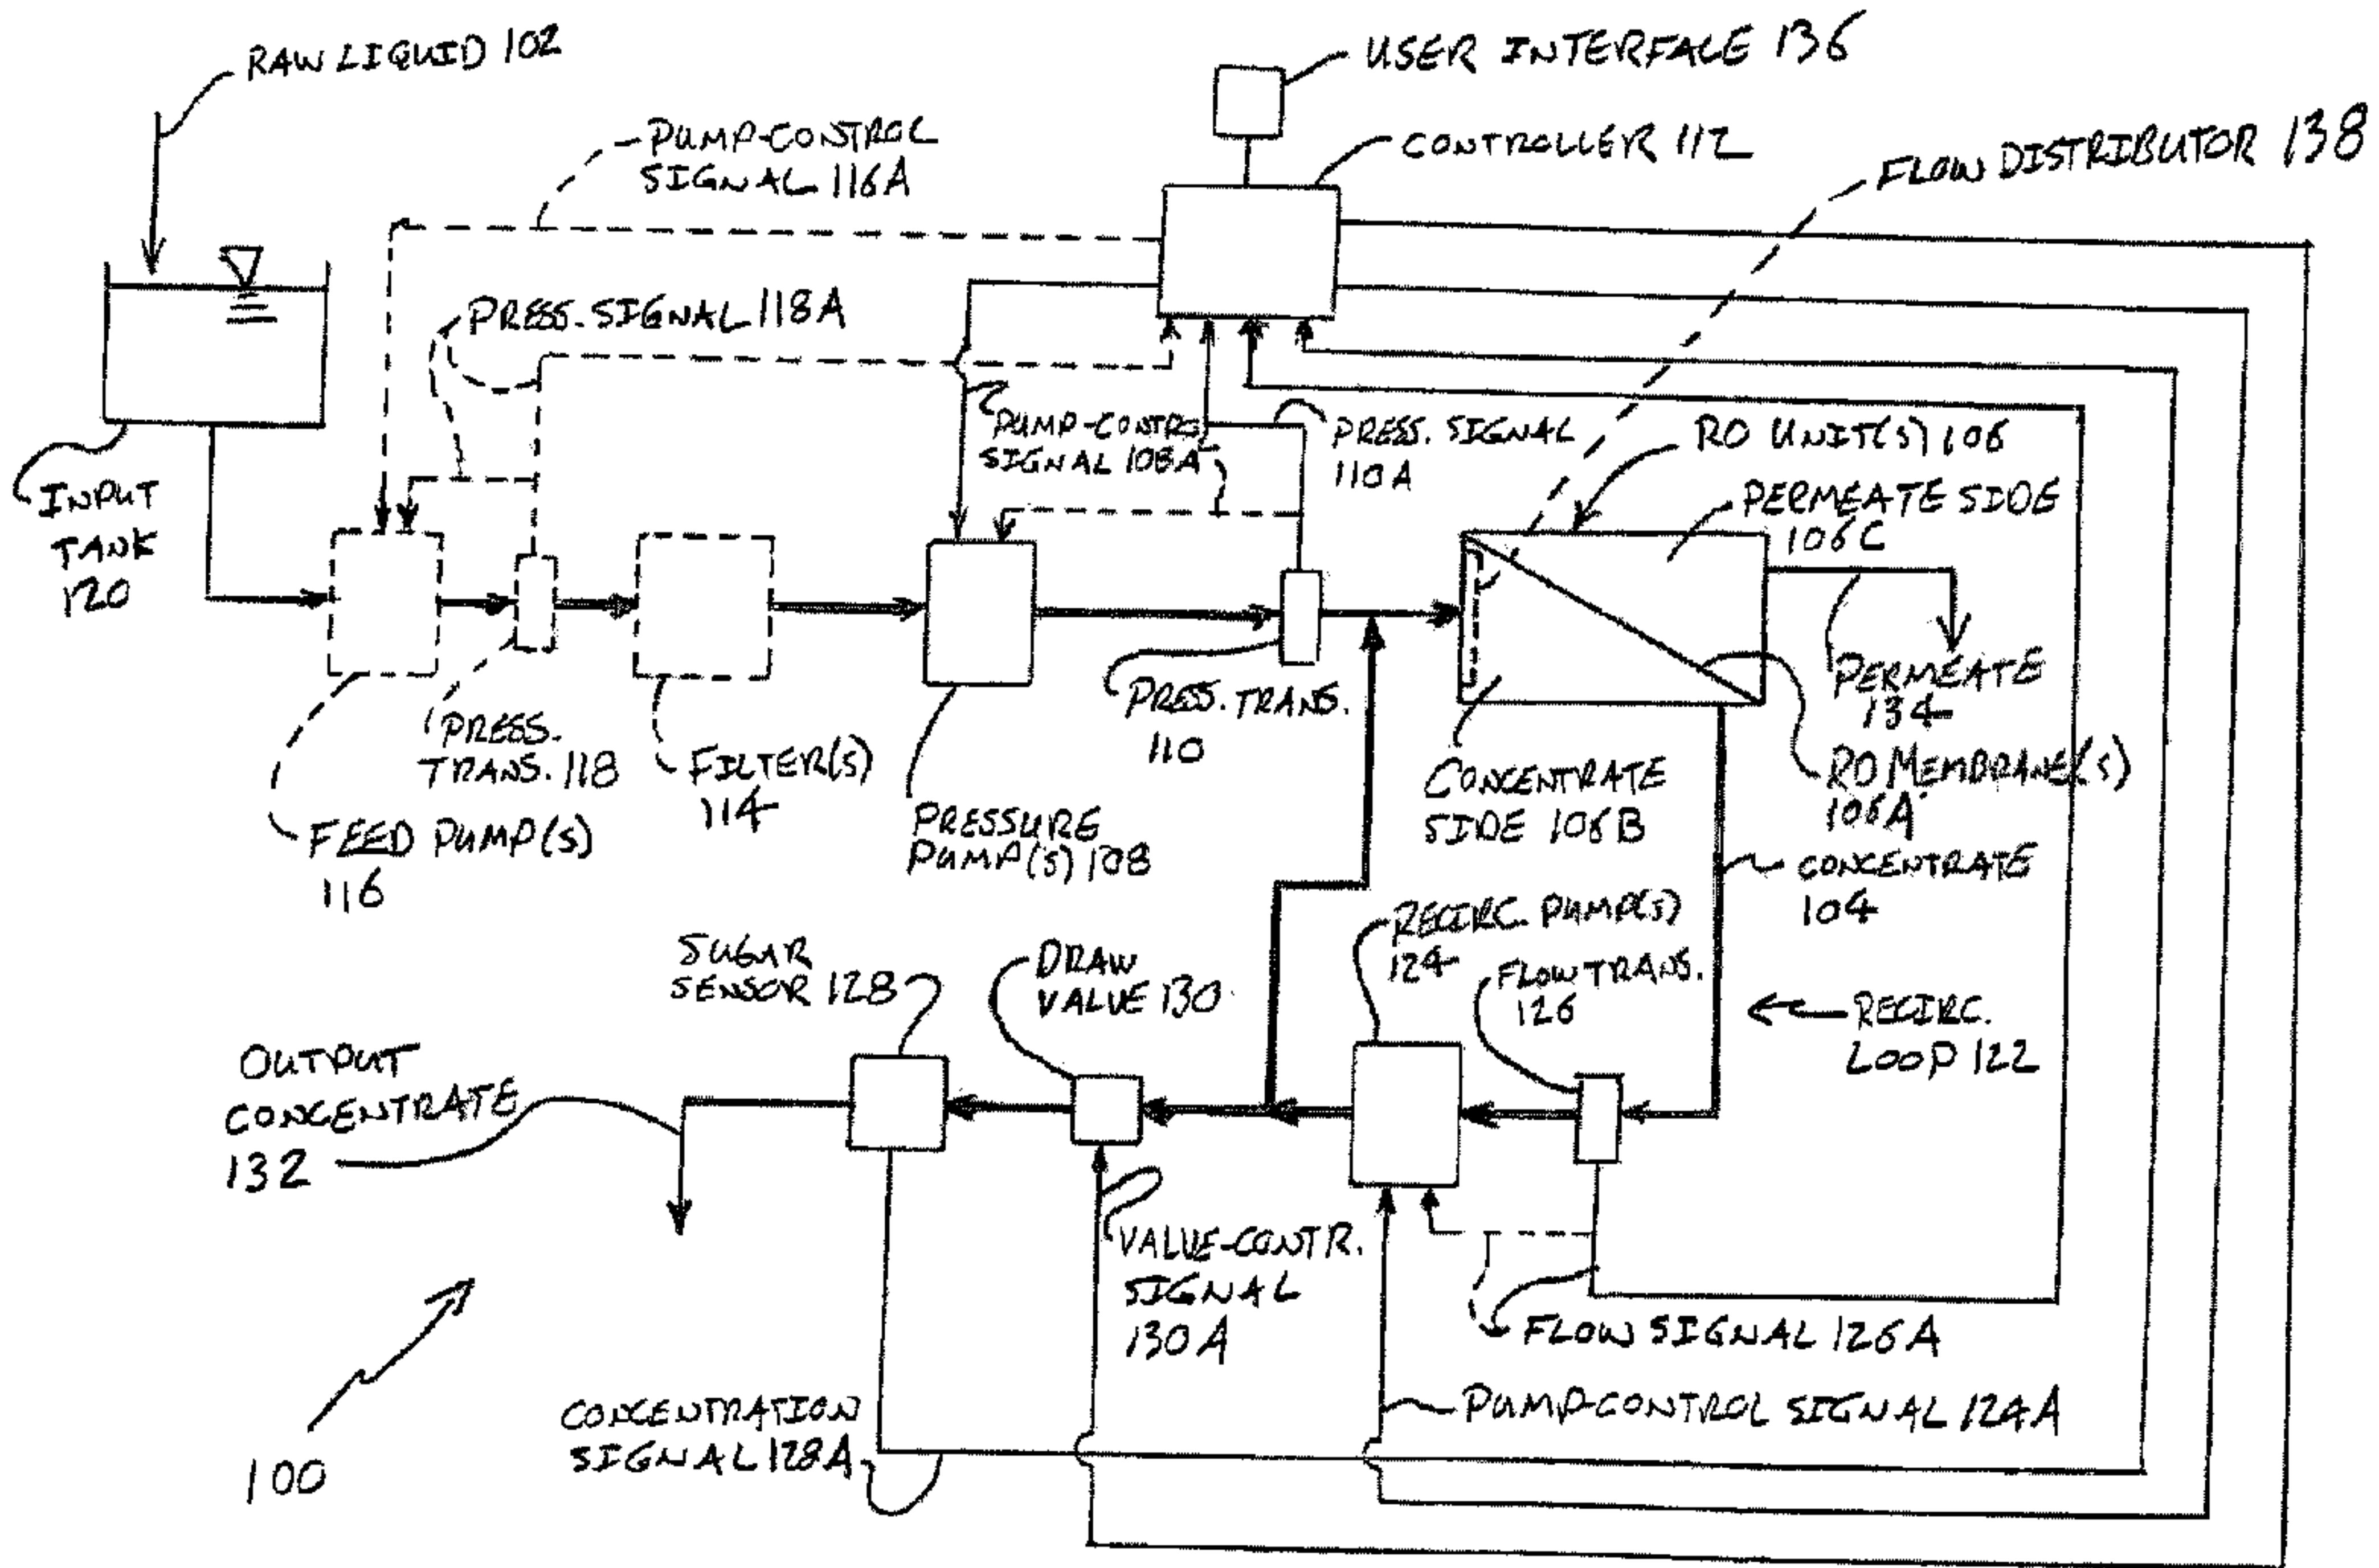 RAW LIQUID 102
USER INTERFACE 136
CONTROLLER 112
FLOW DISTRIBUTOR 138
PUMP-CONTROL
SIGNAL 116A
PRESS. SIGNAL 118A
INPUT
TANK
120
PUMP-CONTROL
SIGNAL 108A
PRESS. SIGNAL
110A
RO UNIT(S) 106
PERMEATE SIDE
106C
PERMEATE
134
RO MEMBRANE(S)
106A
PRESS.
TRANS. 118
FILTER(S)
114
FEED PUMP(S)
116
PRESSURE
PUMP(S) 108
PRESS. TRANS.
110
CONCENTRATE
SIDE 106B
CONCENTRATE
104
SUGAR
SENSOR 128
DRAW
VALVE 130
RECIRC. PUMP(S)
124
FLOW TRANS.
126
RECIRC.
LOOP 122
OUTPUT
CONCENTRATE
132
VALVE-CONTR.
SIGNAL
130A
FLOW SIGNAL 126A
PUMP-CONTROL SIGNAL 124A
CONCENTRATION
SIGNAL 128A
100